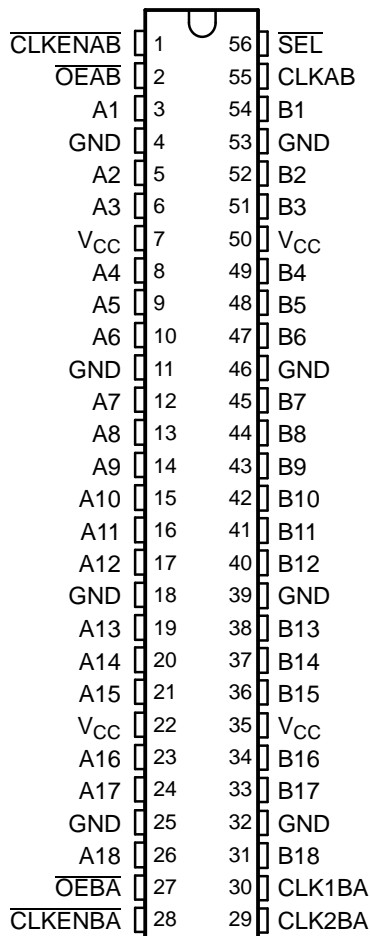 CLKENAB 1 56 SEL
OEAB 2 55 CLKAB
A1 3 54 B1
GND 4 53 GND
A2 5 52 B2
A3 6 51 B3
VCC 7 50 VCC
A4 8 49 B4
A5 9 48 B5
A6 10 47 B6
GND 11 46 GND
A7 12 45 B7
A8 13 44 B8
A9 14 43 B9
A10 15 42 B10
A11 16 41 B11
A12 17 40 B12
GND 18 39 GND
A13 19 38 B13
A14 20 37 B14
A15 21 36 B15
VCC 22 35 VCC
A16 23 34 B16
A17 24 33 B17
GND 25 32 GND
A18 26 31 B18
OEBA 27 30 CLK1BA
CLKENBA 28 29 CLK2BA